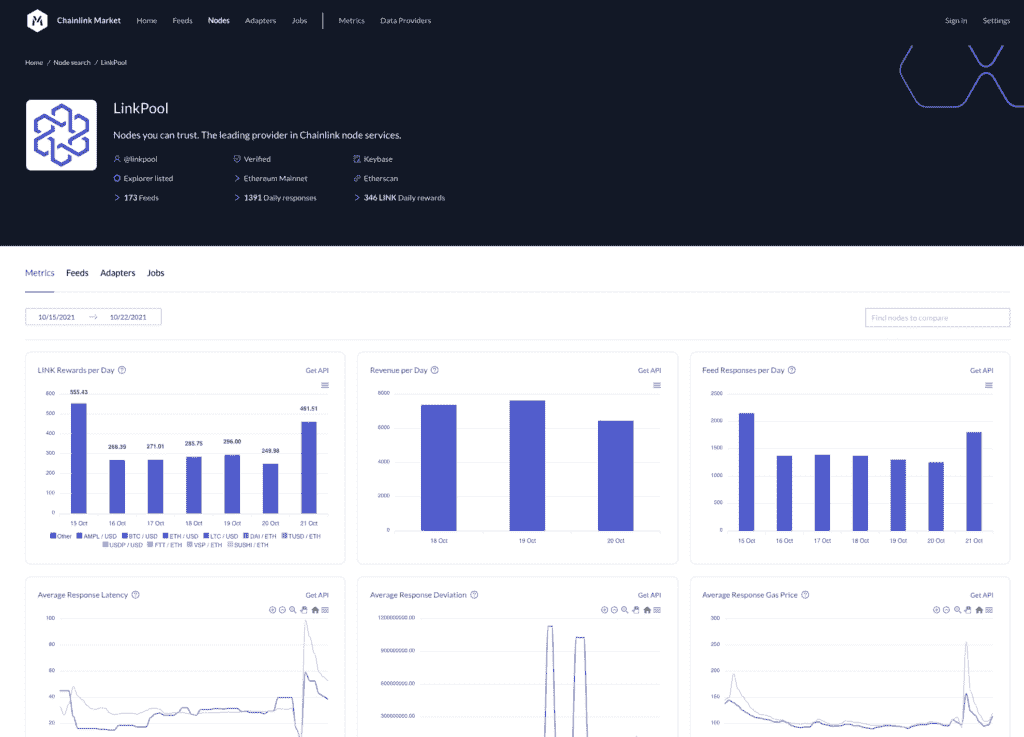 Chainlink Market Home Feeds Nodes Adapters Jobs Metrics Data Providers Sign in Settings
Home / Node search / LinkPool
LinkPool
Nodes you can trust. The leading provider in Chainlink node services.
@linkpool Verified Keybase
Explorer listed Ethereum Mainnet Etherscan
173 Feeds 1391 Daily responses 346 LINK Daily rewards
Metrics Feeds Adapters Jobs
10/15/2021 → 10/22/2021 Find nodes to compare
LINK Rewards per Day Get API
600
500
400
300
200
100
0
555.43
266.39
271.01
285.75
296.00
249.98
461.51
15 Oct 16 Oct 17 Oct 18 Oct 19 Oct 20 Oct 21 Oct
Other AMPL / USD BTC / USD ETH / USD LTC / USD DAI / ETH TUSD / ETH
USDP / USD FTT / ETH VSP / ETH SUSHI / ETH
Revenue per Day Get API
8000
6000
4000
2000
0
18 Oct 19 Oct 20 Oct
Feed Responses per Day Get API
2500
2000
1500
1000
500
0
15 Oct 16 Oct 17 Oct 18 Oct 19 Oct 20 Oct 21 Oct
Average Response Latency Get API
100
80
60
40
20
Average Response Deviation Get API
1200000000.00
900000000.00
600000000.00
300000000.00
Average Response Gas Price Get API
300
250
200
150
100